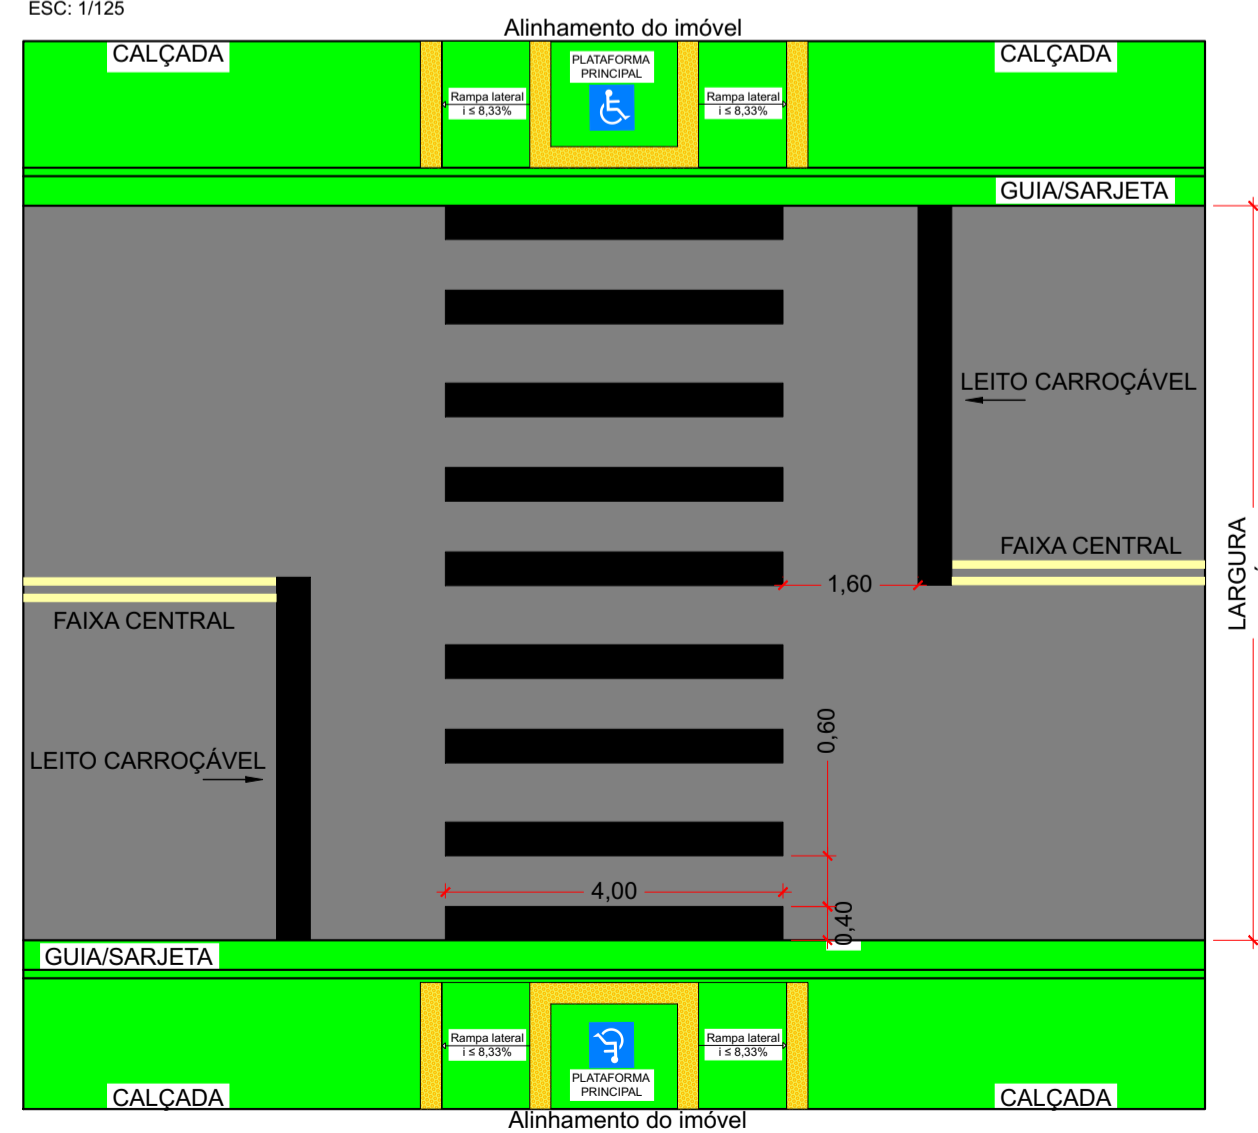 ESC: 1/125
Alinhamento do imóvel
CALÇADA
PLATAFORMA
PRINCIPAL
CALÇADA
Rampa lateral
i ≤ 8,33%
Rampa lateral
i ≤ 8,33%
GUIA/SARJETA
LEITO CARROÇÁVEL
LARGURA
FAIXA CENTRAL
1,60
FAIXA CENTRAL
0,60
LEITO CARROÇÁVEL
4,00
0,40
GUIA/SARJETA
Rampa lateral
i ≤ 8,33%
Rampa lateral
i ≤ 8,33%
PLATAFORMA
PRINCIPAL
CALÇADA
CALÇADA
Alinhamento do imóvel